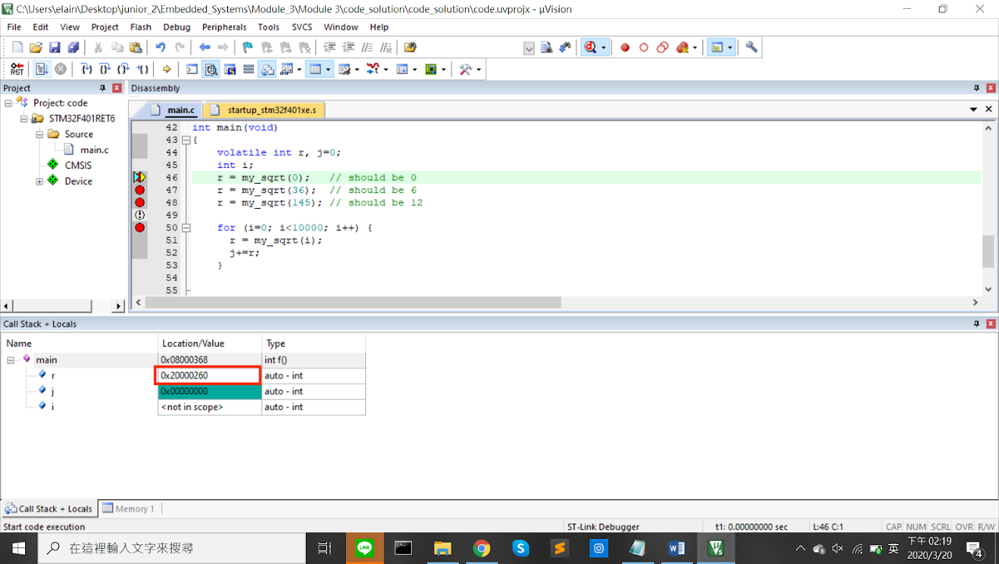 C:\Users\elain\Desktop\junior_2\Embedded_Systems\Module_3\Module 3\code_solution\code_solution\code.uvprojx - µVision
File Edit View Project Flash Debug Peripherals Tools SVCS Window Help
RST
Project
Project: code
STM32F401RET6
Source
main.c
CMSIS
Device
Disassembly
main.c startup_stm32f401xe.s
42 int main(void)
43 {
44 volatile int r, j=0;
45 int i;
46 r = my_sqrt(0); // should be 0
47 r = my_sqrt(36); // should be 6
48 r = my_sqrt(145); // should be 12
49
50 for (i=0; i<10000; i++) {
51 r = my_sqrt(i);
52 j+=r;
53 }
54
55
Call Stack + Locals
Name Location/Value Type
main 0x08000368 int f()
r 0x20000260 auto - int
j 0x00000000 auto - int
i <not in scope> auto - int
Call Stack + Locals Memory 1
Start code execution ST-Link Debugger t1: 0.00000000 sec L:46 C:1 CAP NUM SCRL OVR R/W
在這裡輸入文字來搜尋
LINE
英
下午 02:19
2020/3/20
4